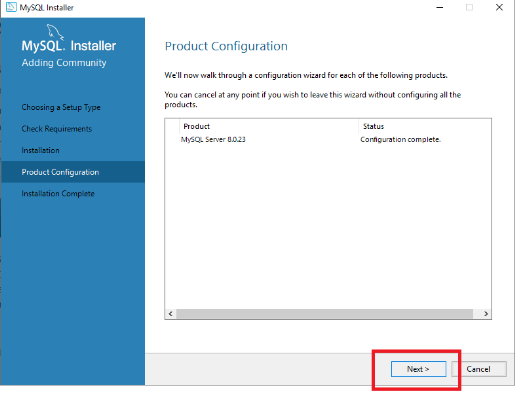 MySQL Installer
MySQL. Installer
Adding Community
Choosing a Setup Type
Check Requirements
Installation
Product Configuration
Installation Complete
Product Configuration
We'll now walk through a configuration wizard for each of the following products.
You can cancel at any point if you wish to leave this wizard without configuring all the
products.
Product Status
MySQL Server 8.0.23 Configuration complete.
Next > Cancel